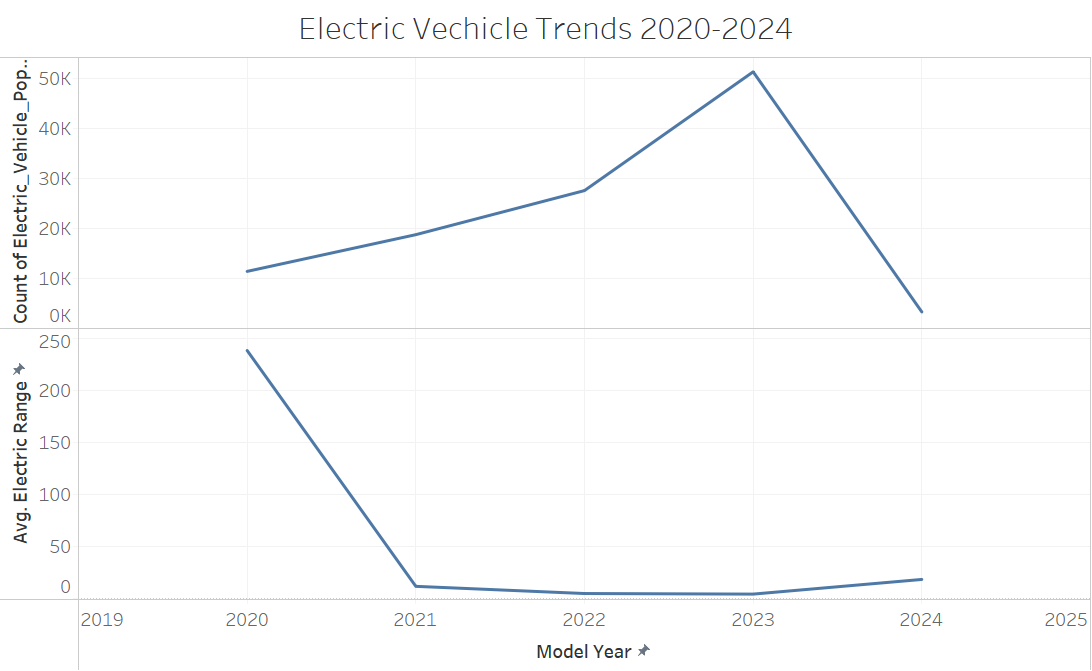 Electric Vechicle Trends 2020-2024
Count of Electric_Vehicle_Pop..
50K
40K
30K
20K
10K
0K
Avg. Electric Range
250
200
150
100
50
0
2019 2020 2021 2022 2023 2024 2025
Model Year